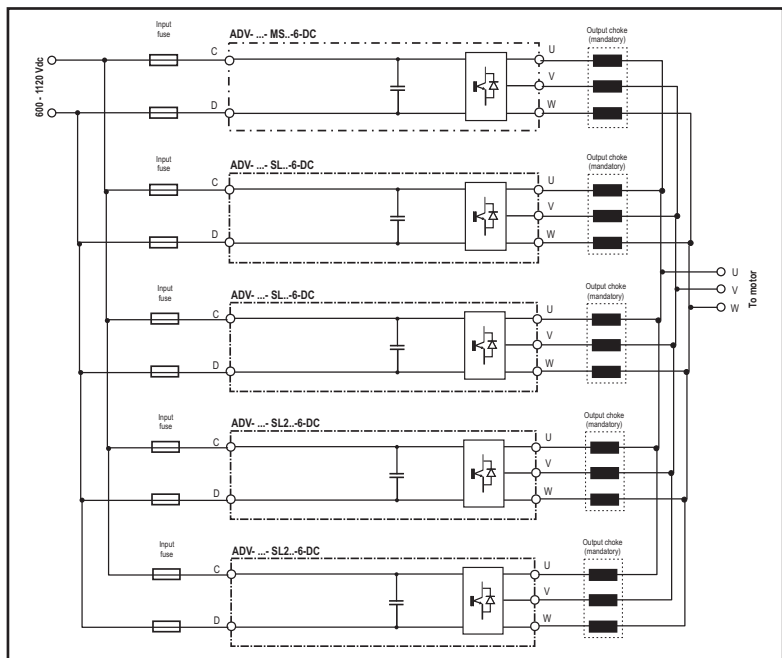 600 - 1120 Vdc
Input
fuse
ADV- ...- MS..-6-DC
C
D
U
V
W
Output choke
(mandatory)
Input
fuse
ADV- ...- SL..-6-DC
C
D
U
V
W
Output choke
(mandatory)
U
V
W
To motor
Input
fuse
ADV- ...- SL..-6-DC
C
D
U
V
W
Output choke
(mandatory)
Input
fuse
ADV- ...- SL2..-6-DC
C
D
U
V
W
Output choke
(mandatory)
Input
fuse
ADV- ...- SL2..-6-DC
C
D
U
V
W
Output choke
(mandatory)